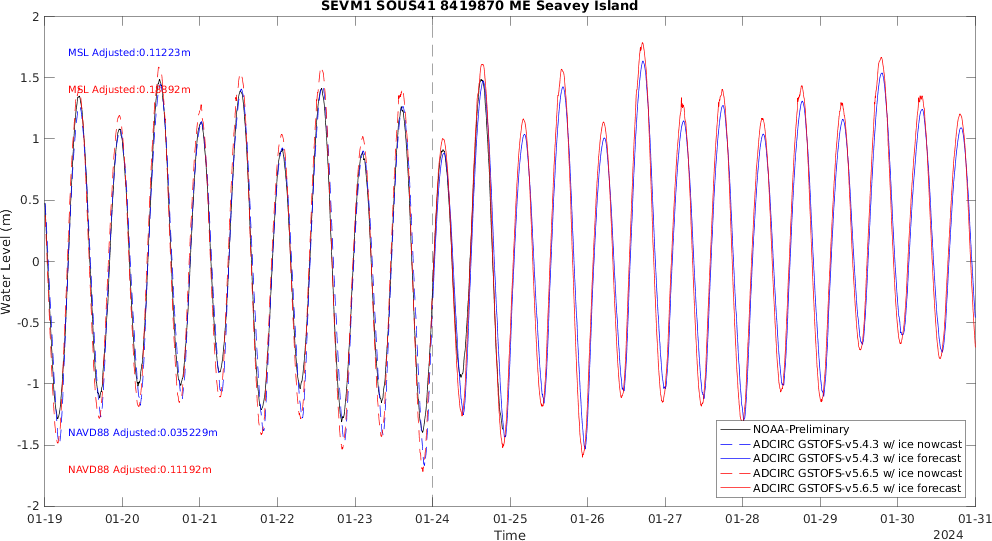 SEVM1 SOUS41 8419870 ME Seavey Island
MSL Adjusted:0.11223m
NAVD88 Adjusted:0.035229m
NAVD88 Adjusted:0.11192m
Water Level (m)
2
1.5
1
0.5
0
-0.5
-1
-1.5
-2
NOAA-Preliminary
ADCIRC GSTOFS-v5.4.3 w/ ice nowcast
ADCIRC GSTOFS-v5.4.3 w/ ice forecast
ADCIRC GSTOFS-v5.6.5 w/ ice nowcast
ADCIRC GSTOFS-v5.6.5 w/ ice forecast
01-19 01-20 01-21 01-22 01-23 01-24 01-25 01-26 01-27 01-28 01-29 01-30 01-31
Time
2024